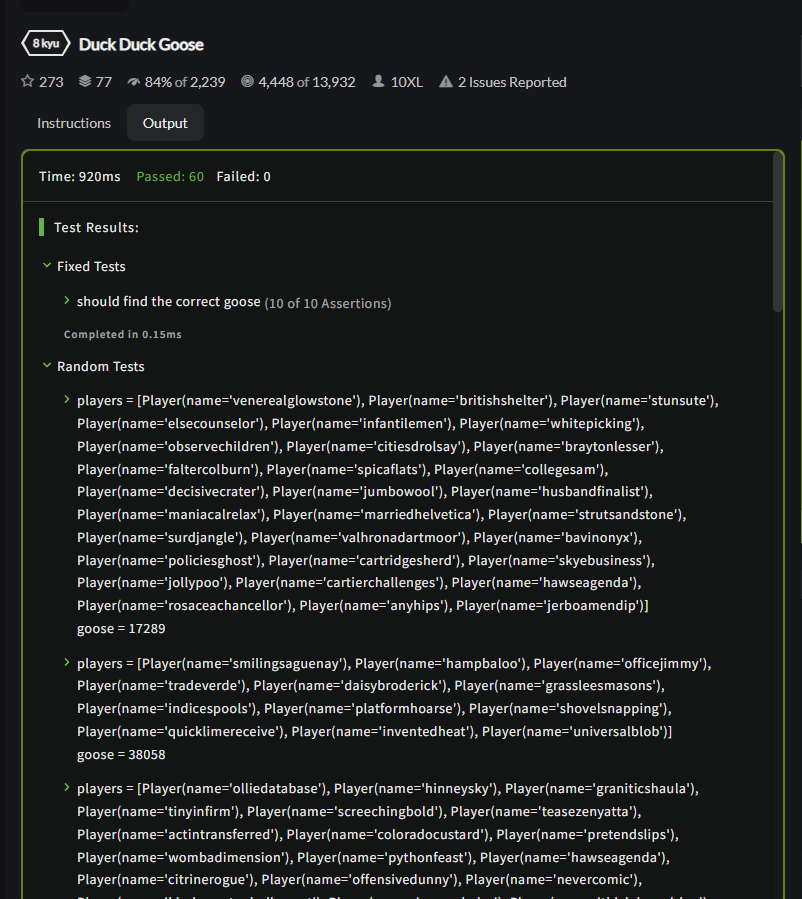 8 kyu Duck Duck Goose
273 77 84% of 2,239 4,448 of 13,932 10XL 2 Issues Reported
Instructions Output
Time: 920ms Passed: 60 Failed: 0
Test Results:
Fixed Tests
should find the correct goose (10 of 10 Assertions)
Completed in 0.15ms
Random Tests
players = [Player(name='venerealglowstone'), Player(name='britishshelter'), Player(name='stunsute'),
Player(name='elsecounselor'), Player(name='infantilemen'), Player(name='whitepicking'),
Player(name='observechildren'), Player(name='citiesdrolsay'), Player(name='braytonlesser'),
Player(name='faltercolburn'), Player(name='spicaflats'), Player(name='collegesam'),
Player(name='decisivecrater'), Player(name='jumbowool'), Player(name='husbandfinalist'),
Player(name='maniacalrelax'), Player(name='marriedhelvetica'), Player(name='strutsandstone'),
Player(name='surdjangle'), Player(name='valhronadartmoor'), Player(name='bavinonyx'),
Player(name='policiesghost'), Player(name='cartridgesherd'), Player(name='skyebusiness'),
Player(name='jollypoo'), Player(name='cartierchallenges'), Player(name='hawseagenda'),
Player(name='rosaceachancellor'), Player(name='anyhips'), Player(name='jerboamendip')]
goose = 17289
players = [Player(name='smilingsaguenay'), Player(name='hampbaloo'), Player(name='officejimmy'),
Player(name='tradeverde'), Player(name='daisybroderick'), Player(name='grassleesmasons'),
Player(name='indicespools'), Player(name='platformhoarse'), Player(name='shovelsnapping'),
Player(name='quicklimereceive'), Player(name='inventedheat'), Player(name='universalblob')]
goose = 38058
players = [Player(name='olliedatabase'), Player(name='hinneysky'), Player(name='graniticshaula'),
Player(name='tinyinfirm'), Player(name='screechingbold'), Player(name='teasezenyatta'),
Player(name='actintransferred'), Player(name='coloradocustard'), Player(name='pretendslips'),
Player(name='wombadimension'), Player(name='pythonfeast'), Player(name='hawseagenda'),
Player(name='citrinerogue'), Player(name='offensivedunny'), Player(name='nevercomic'),